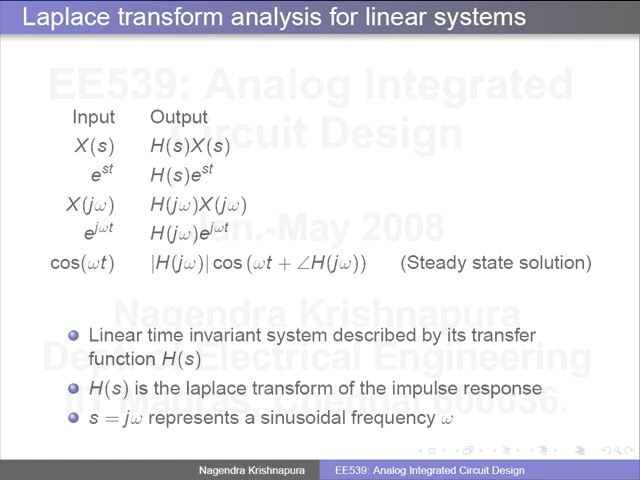 Laplace transform analysis for linear systems
EE539: Analog Integrated
Circuit Design
Input Output
X(s) H(s)X(s)
e^st H(s)e^st
X(jω) H(jω)X(jω)
Jan.-May 2008
e^jωt H(jω)e^jωt
cos(ωt) |H(jω)| cos (ωt + ∠H(jω)) (Steady state solution)
Nagendra Krishnapura
Linear time invariant system described by its transfer
function H(s)
Dept. of Electrical Engineering
H(s) is the laplace transform of the impulse response
IIT Madras, Chennai 600036.
s = jω represents a sinusoidal frequency ω
Nagendra Krishnapura EE539: Analog Integrated Circuit Design